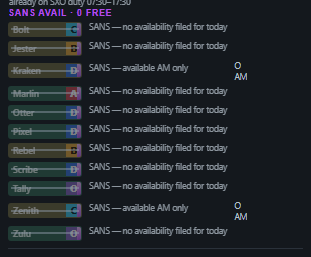 already on SXO duty 07:30–17:30
SANS AVAIL · 0 FREE
Bolt C SANS — no availability filed for today
Jester B SANS — no availability filed for today
Kraken D SANS — available AM only O AM
Marlin A SANS — no availability filed for today
Otter D SANS — no availability filed for today
Pixel D SANS — no availability filed for today
Rebel B SANS — no availability filed for today
Scribe D SANS — no availability filed for today
Tally O SANS — no availability filed for today
Zenith C SANS — available AM only O AM
Zulu O SANS — no availability filed for today